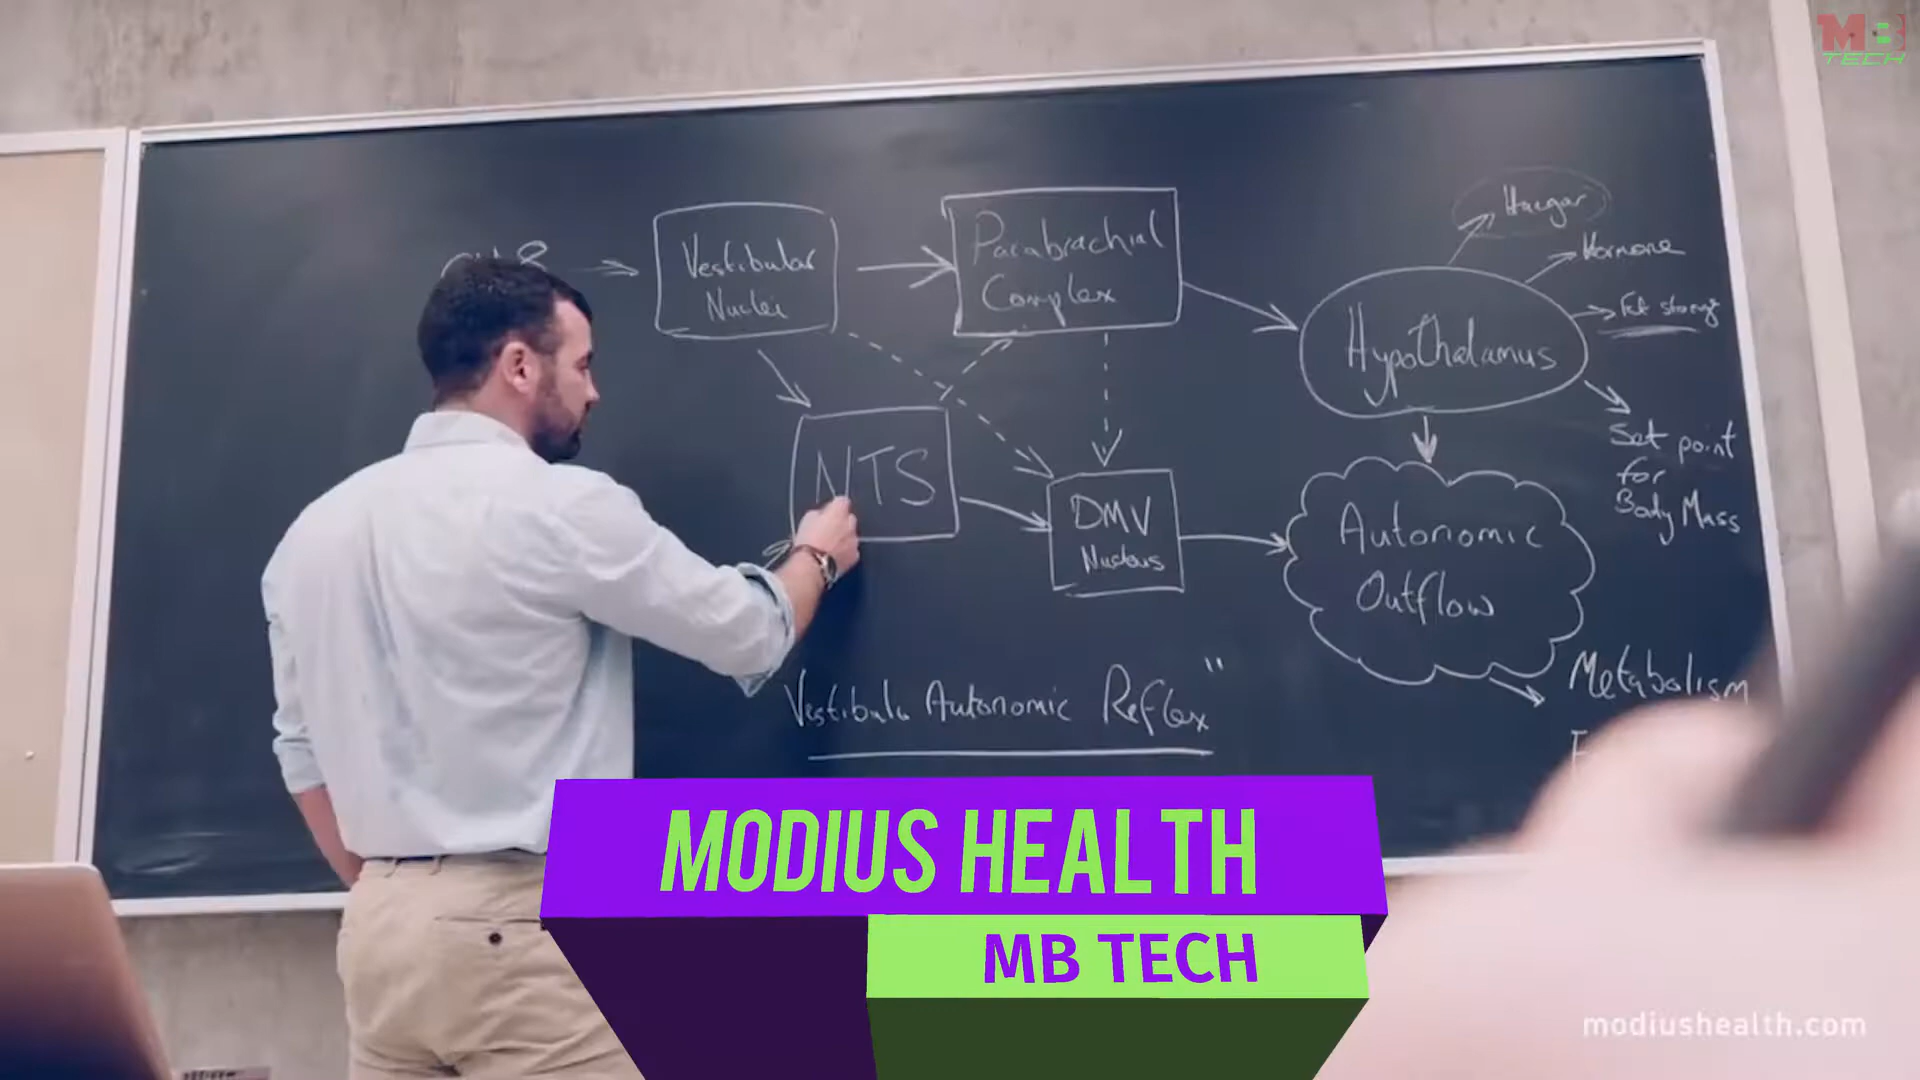 MB
TECH
Vestibular
Nuclei
Parabrachial
Complex
Hunger
Hormone
Fat storage
Hypothalamus
Set point
for
Body Mass
NTS
DMV
Nucleus
Autonomic
Outflow
Vestibulo Autonomic Reflex"
Metabolism
MODIUS HEALTH
MB TECH
modiushealth.com